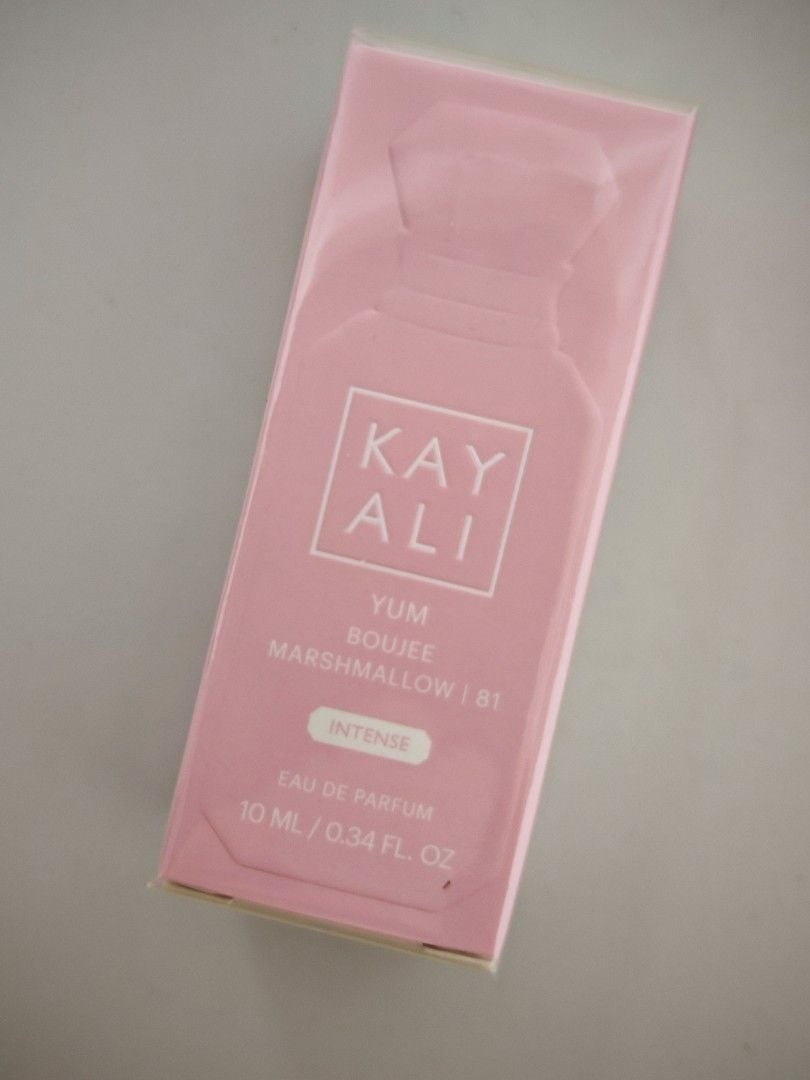 KAY
ALI
YUM
BOUJEE
MARSHMALLOW | 81
INTENSE
EAU DE PARFUM
10 ML / 0.34 FL. OZ